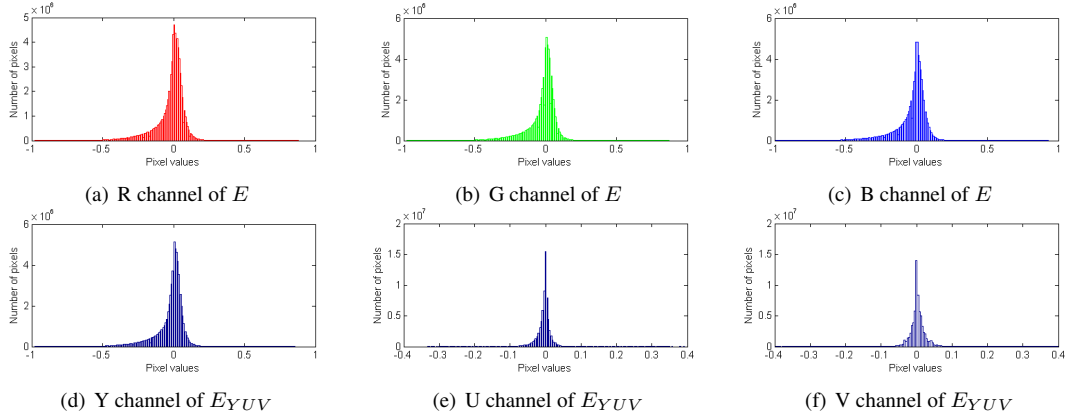 5 × 10⁶
4
3
2
1
0
-1 -0.5 0 0.5 1
Number of pixels
Pixel values
(a) R channel of E
6 × 10⁶
4
2
0
-1 -0.5 0 0.5 1
Number of pixels
Pixel values
(b) G channel of E
6 × 10⁶
4
2
0
-1 -0.5 0 0.5 1
Number of pixels
Pixel values
(c) B channel of E
6 × 10⁶
4
2
0
-1 -0.5 0 0.5 1
Number of pixels
Pixel values
(d) Y channel of E_YUV
2 × 10⁷
1.5
1
0.5
0
-0.4 -0.3 -0.2 -0.1 0 0.1 0.2 0.3 0.4
Number of pixels
Pixel values
(e) U channel of E_YUV
2 × 10⁷
1.5
1
0.5
0
-0.4 -0.3 -0.2 -0.1 0 0.1 0.2 0.3 0.4
Number of pixels
Pixel values
(f) V channel of E_YUV